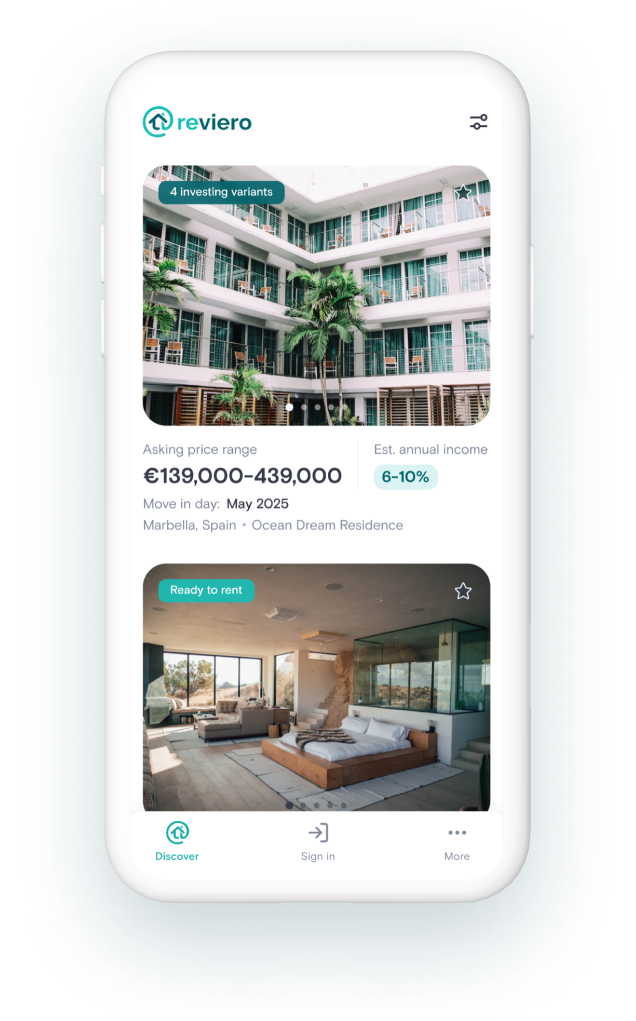 reviero
4 investing variants
Asking price range
Est. annual income
€139,000–439,000
6–10%
Move in day: May 2025
Marbella, Spain • Ocean Dream Residence
Ready to rent
Discover
Sign in
More